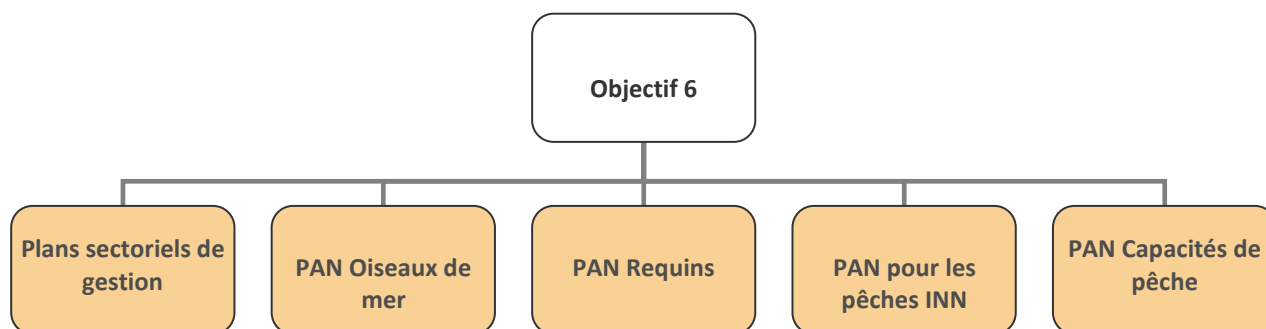 Objectif 6
Plans sectoriels de
gestion
PAN Oiseaux de
mer
PAN Requins
PAN pour les
pêches INN
PAN Capacités de
pêche